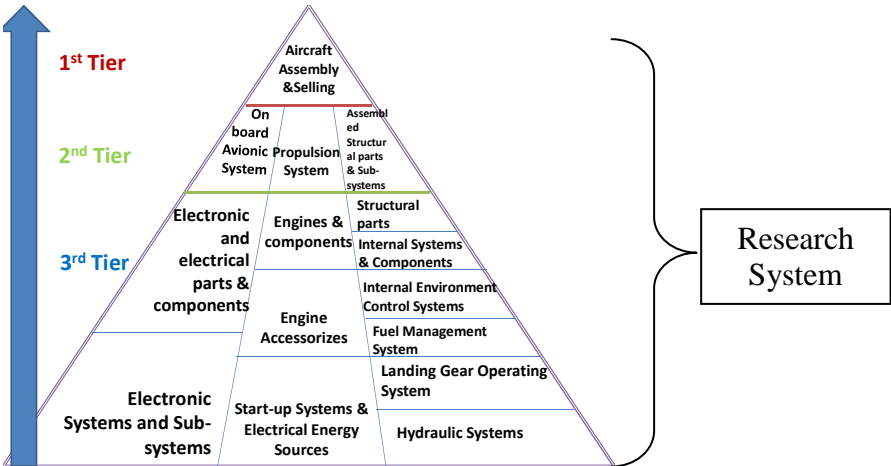 1st Tier
Aircraft
Assembly
&Selling
2nd Tier
On
board
Avionic
System
Propulsion
System
Assembl
ed
Structur
al parts
& Sub-
systems
3rd Tier
Electronic
and
electrical
parts &
components
Engines &
components
Structural
parts
Internal Systems
& Components
Internal Environment
Control Systems
Engine
Accessorizes
Fuel Management
System
Landing Gear Operating
System
Electronic
Systems and Sub-
systems
Start-up Systems &
Electrical Energy
Sources
Hydraulic Systems
Research
System